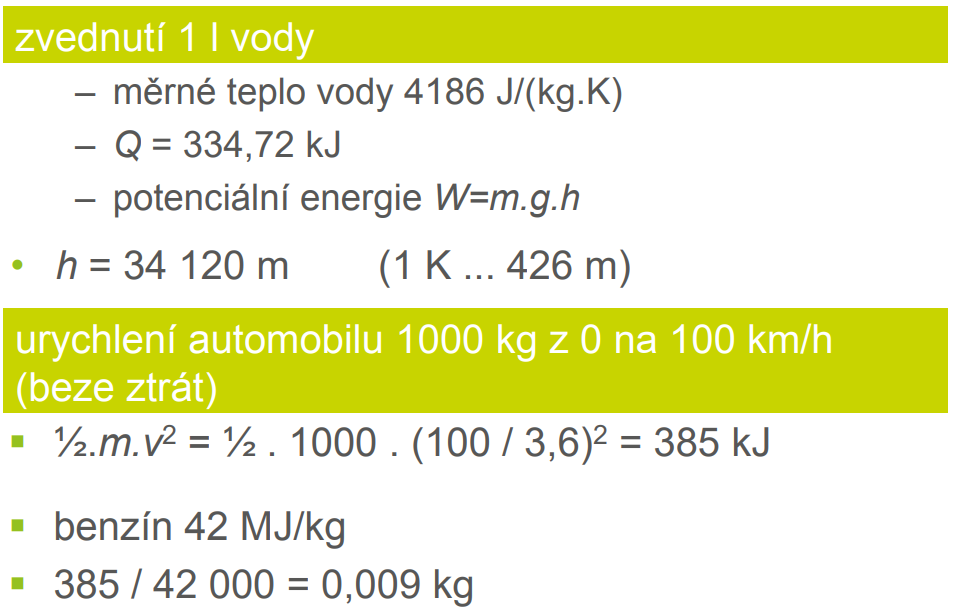 zvednutí 1 l vody
– měrné teplo vody 4186 J/(kg.K)
– Q = 334,72 kJ
– potenciální energie W=m.g.h
• h = 34 120 m (1 K ... 426 m)
urychlení automobilu 1000 kg z 0 na 100 km/h
(beze ztrát)
▪ ½.m.v² = ½ . 1000 . (100 / 3,6)² = 385 kJ
▪ benzín 42 MJ/kg
▪ 385 / 42 000 = 0,009 kg